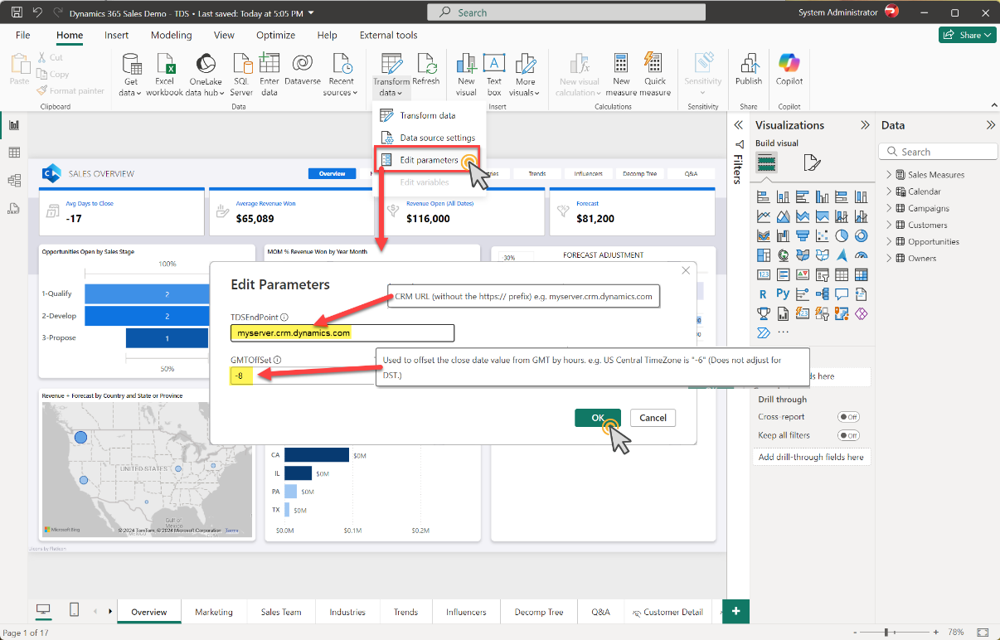 Dynamics 365 Sales Demo - TDS • Last saved: Today at 5:05 PM
Search
System Administrator
File
Home
Insert
Modeling
View
Optimize
Help
External tools
Share
Paste
Cut
Copy
Format painter
Clipboard
Get data
Excel workbook
OneLake data hub
SQL Server
Enter data
Dataverse
Recent sources
Data
Transform data
Refresh
New visual
Text box
More visuals
Insert
New visual calculation
New measure
Quick measure
Calculations
Sensitivity
Sensitivity
Publish
Share
Copilot
Copilot
Transform data
Data source settings
Edit parameters
Edit variables
SALES OVERVIEW
Overview
Trends
Influencers
Decomp Tree
Q&A
Avg Days to Close
-17
Average Revenue Won
$65,089
Revenue Open (All Dates)
$116,000
Forecast
$81,200
Opportunities Open by Sales Stage
100%
1-Qualify
2
2-Develop
2
3-Propose
1
50%
MOM % Revenue Won by Year Month
-30%
FORECAST ADJUSTMENT
Edit Parameters
CRM URL (without the https:// prefix) e.g. myserver.crm.dynamics.com
TDSEndPoint
myserver.crm.dynamics.com
GMTOffSet
-8
Used to offset the close date value from GMT by hours. e.g. US Central TimeZone is "-6" (Does not adjust for
DST.)
OK
Cancel
Revenue + Forecast by Country and State or Province
UNITED STATES
Gulf of
Mexico
MEXICO
Microsoft Bing
© 2024 TomTom, © 2024 Microsoft Corporation Terms
CA
$0M
IL
$0M
PA
$0M
TX
$0M
$0.0M
$0.1M
$0.2M
Icons by Flaticon
Filters
Visualizations
Build visual
123
R
Py
ds here
Drill through
Cross-report
Off
Keep all filters
Off
Add drill-through fields here
Data
Search
Sales Measures
Calendar
Campaigns
Customers
Opportunities
Owners
Overview
Marketing
Sales Team
Industries
Trends
Influencers
Decomp Tree
Q&A
Customer Detail
+
Page 1 of 17
- + 78%